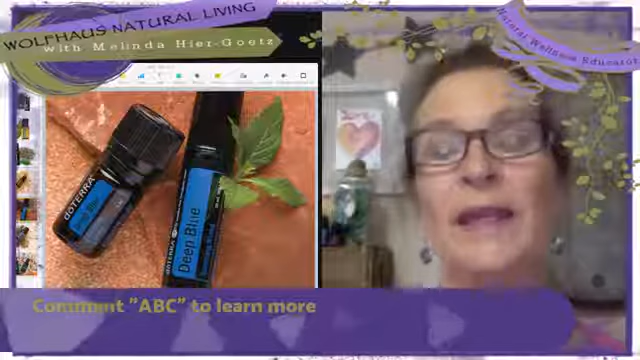 WOLFHAUS NATURAL LIVING
with Melinda Hier-Goetz
Natural Wellness Educator
dōTERRA
Deep Blue
dōTERRA
Deep Blue
Comment "ABC" to learn more